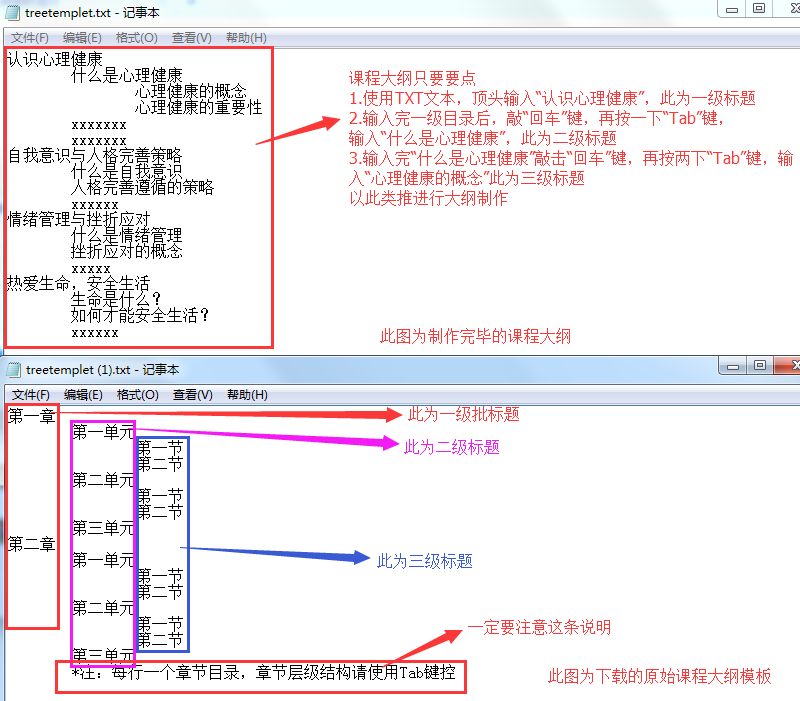 treetemplet.txt - 记事本
文件(F) 编辑(E) 格式(O) 查看(V) 帮助(H)
认识心理健康
什么是心理健康
心理健康的概念
心理健康的重要性
xxxxxxx
xxxxxxx
自我意识与人格完善策略
什么是自我意识
人格完善遵循的策略
xxxxxx
情绪管理与挫折应对
什么是情绪管理
挫折应对的概念
xxxxx
热爱生命，安全生活
生命是什么？
如何才能安全生活？
xxxxxx
课程大纲只要要点
1.使用TXT文本，顶头输入“认识心理健康”，此为一级标题
2.输入完一级目录后，敲“回车”键，再按一下“Tab”键，
输入“什么是心理健康”，此为二级标题
3.输入完“什么是心理健康”敲击“回车”键，再按两下“Tab”键，输
入“心理健康的概念”此为三级标题
以此类推进行大纲制作
此图为制作完毕的课程大纲
treetemplet (1).txt - 记事本
文件(F) 编辑(E) 格式(O) 查看(V) 帮助(H)
第一章
第一单元
第一节
第二节
第二单元
第一节
第二节
第三单元
第二章
第一单元
第一节
第二节
第二单元
第一节
第二节
第三单元
*注：每行一个章节目录，章节层级结构请使用Tab键控
此为一级批标题
此为二级标题
此为三级标题
一定要注意这条说明
此图为下载的原始课程大纲模板